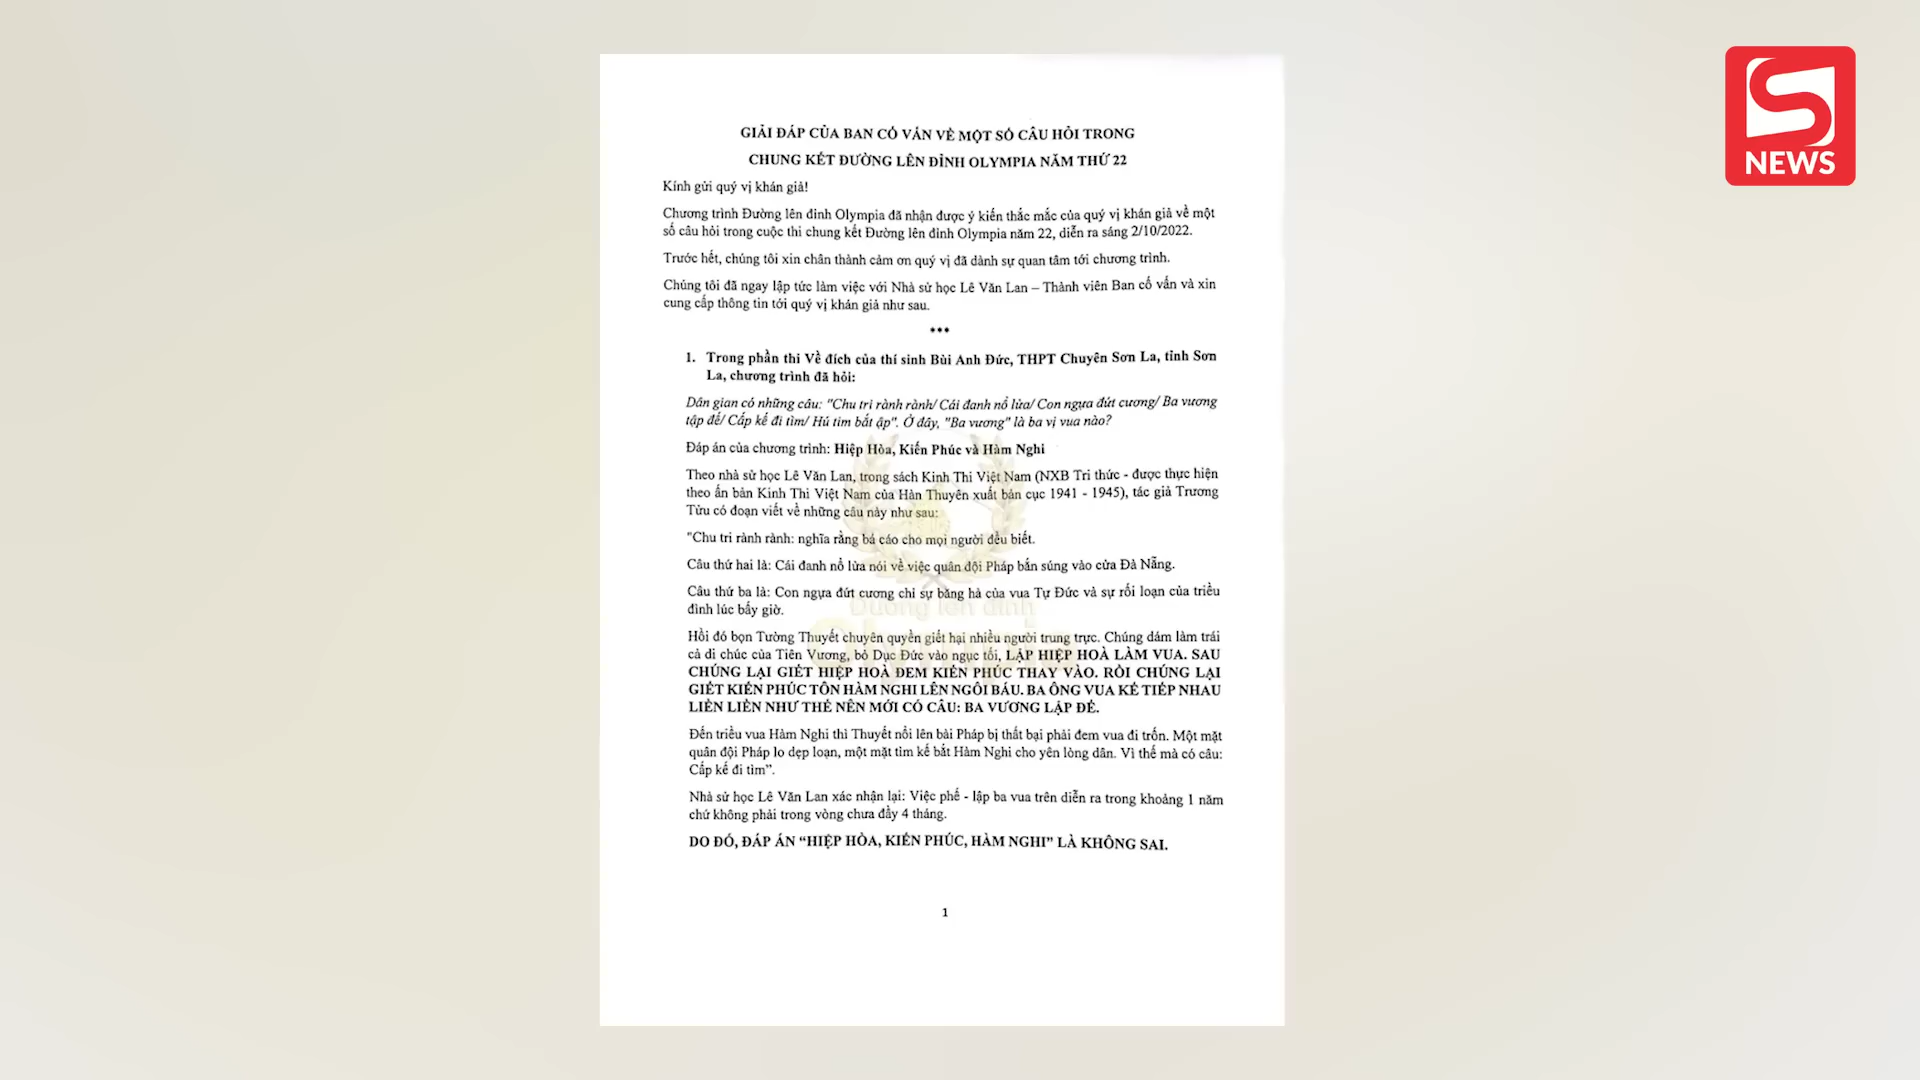 GIẢI ĐÁP CỦA BAN CỐ VẤN VỀ MỘT SỐ CÂU HỎI TRONG
CHUNG KẾT ĐƯỜNG LÊN ĐỈNH OLYMPIA NĂM THỨ 22
Kính gửi quý vị khán giả!
Chương trình Đường lên đỉnh Olympia đã nhận được ý kiến thắc mắc của quý vị khán giả về một
số câu hỏi trong cuộc thi chung kết Đường lên đỉnh Olympia năm 22, diễn ra sáng 2/10/2022.
Trước hết, chúng tôi xin chân thành cảm ơn quý vị đã dành sự quan tâm tới chương trình.
Chúng tôi đã ngay lập tức làm việc với Nhà sử học Lê Văn Lan – Thành viên Ban cố vấn và xin
cung cấp thông tin tới quý vị khán giả như sau.
***
1. Trong phần thi Về đích của thí sinh Bùi Anh Đức, THPT Chuyên Sơn La, tỉnh Sơn
La, chương trình đã hỏi:
Dân gian có những câu: "Chu tri rành rành/ Cái đanh nổ lửa/ Con ngựa đứt cương/ Ba vương
tập đế/ Cấp kế đi tìm/ Hú tim bắt ập". Ở đây, "Ba vương" là ba vị vua nào?
Đáp án của chương trình: Hiệp Hòa, Kiến Phúc và Hàm Nghi
Theo nhà sử học Lê Văn Lan, trong sách Kinh Thi Việt Nam (NXB Tri thức - được thực hiện
theo ấn bản Kinh Thi Việt Nam của Hàn Thuyên xuất bản cục 1941 - 1945), tác giả Trương
Tửu có đoạn viết về những câu này như sau:
"Chu tri rành rành: nghĩa rằng bá cáo cho mọi người đều biết.
Câu thứ hai là: Cái đanh nổ lửa nói về việc quân đội Pháp bắn súng vào cửa Đà Nẵng.
Câu thứ ba là: Con ngựa đứt cương chỉ sự băng hà của vua Tự Đức và sự rối loạn của triều
đình lúc bấy giờ.
Hồi đó bọn Tường Thuyết chuyên quyền giết hại nhiều người trung trực. Chúng dám làm trái
cả di chúc của Tiên Vương, bỏ Dục Đức vào ngục tối, LẬP HIỆP HOÀ LÀM VUA. SAU
CHÚNG LẠI GIẾT HIỆP HOÀ ĐEM KIẾN PHÚC THAY VÀO. RỒI CHÚNG LẠI
GIẾT KIẾN PHÚC TÔN HÀM NGHI LÊN NGÔI BÁU. BA ÔNG VUA KẾ TIẾP NHAU
LIỀN LIỀN NHƯ THẾ NÊN MỚI CÓ CÂU: BA VƯƠNG LẬP ĐẾ.
Đến triều vua Hàm Nghi thì Thuyết nổi lên bài Pháp bị thất bại phải đem vua đi trốn. Một mặt
quân đội Pháp lo dẹp loạn, một mặt tìm kế bắt Hàm Nghi cho yên lòng dân. Vì thế mà có câu:
Cấp kế đi tìm".
Nhà sử học Lê Văn Lan xác nhận lại: Việc phế - lập ba vua trên diễn ra trong khoảng 1 năm
chứ không phải trong vòng chưa đầy 4 tháng.
DO ĐÓ, ĐÁP ÁN “HIỆP HÒA, KIẾN PHÚC, HÀM NGHI” LÀ KHÔNG SAI.
1
Đường lên đỉnh
Olympia
S
NEWS